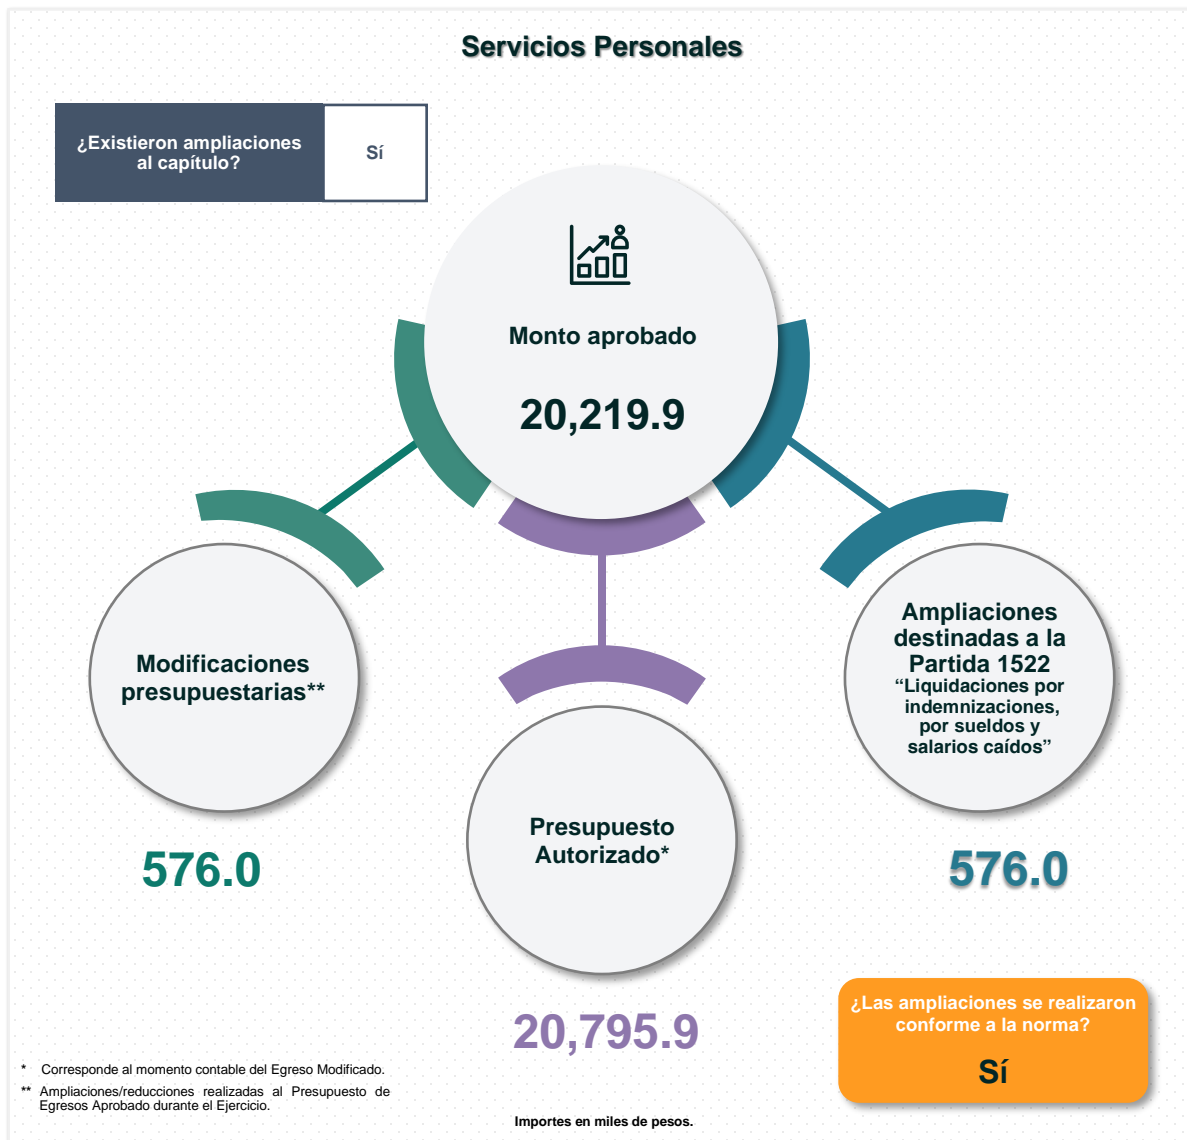 Servicios Personales
¿Existieron ampliaciones
al capítulo?
Sí
Monto aprobado
20,219.9
Modificaciones
presupuestarias**
576.0
Presupuesto
Autorizado*
20,795.9
Ampliaciones
destinadas a la
Partida 1522
“Liquidaciones por
indemnizaciones,
por sueldos y
salarios caídos”
576.0
¿Las ampliaciones se realizaron
conforme a la norma?
Sí
* Corresponde al momento contable del Egreso Modificado.
** Ampliaciones/reducciones realizadas al Presupuesto de
Egresos Aprobado durante el Ejercicio.
Importes en miles de pesos.